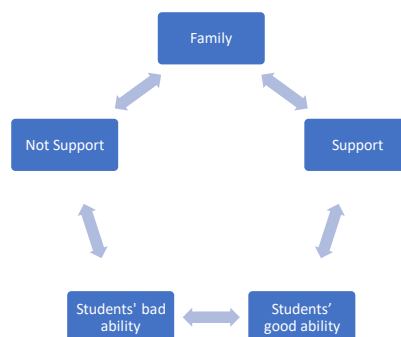 Family
Not Support
Support
Students' bad
ability
Students’
good ability